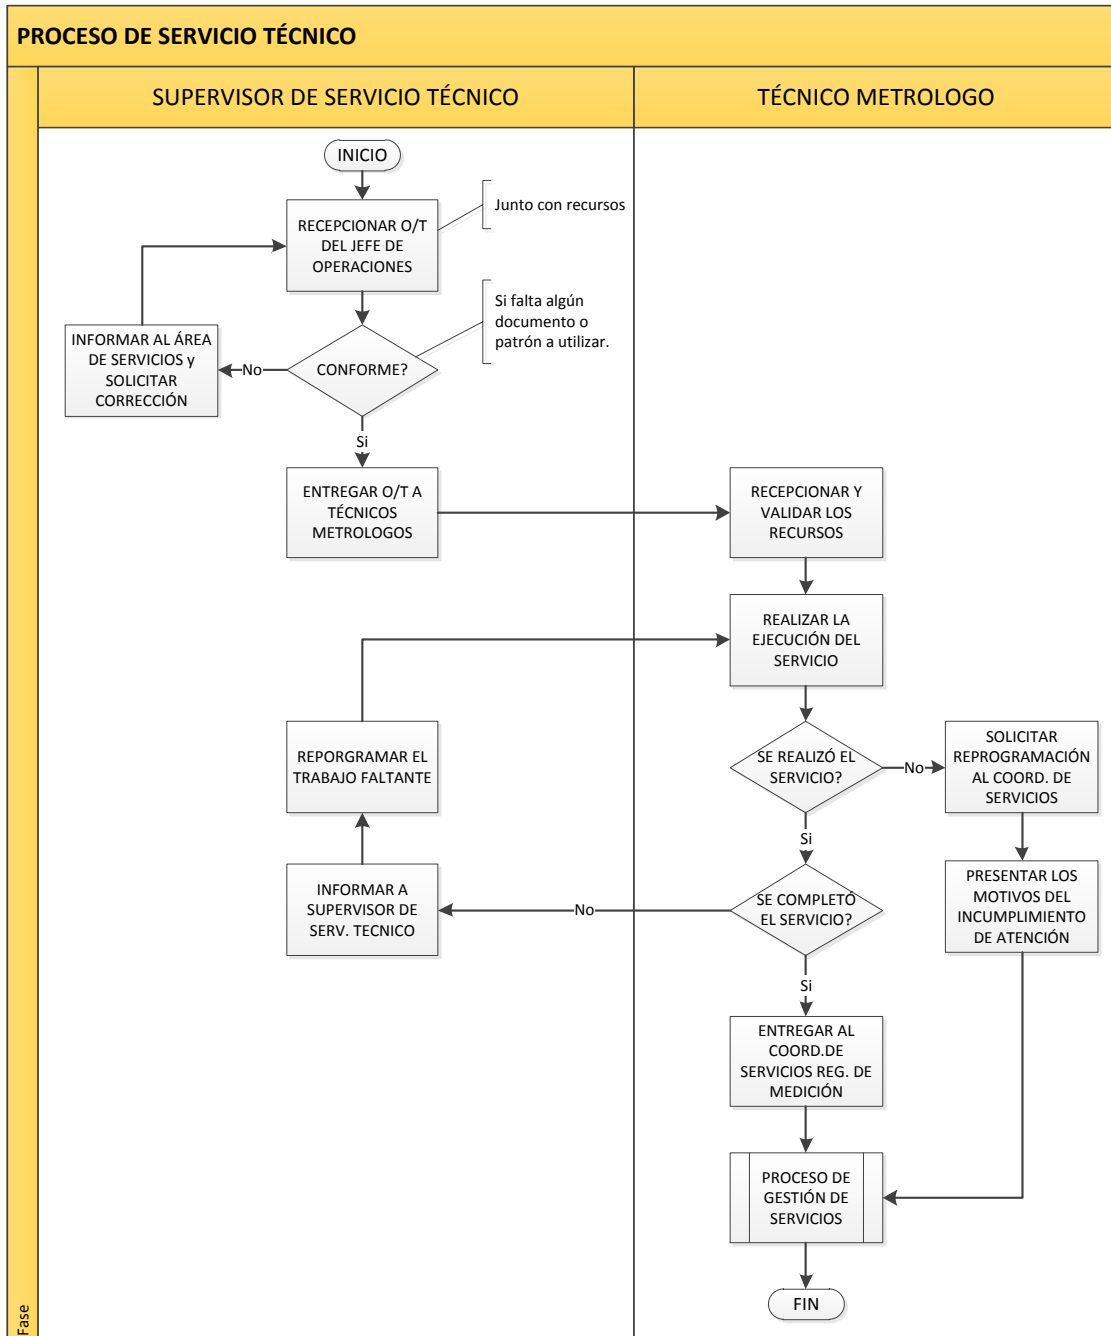 PROCESO DE SERVICIO TÉCNICO
SUPERVISOR DE SERVICIO TÉCNICO
TÉCNICO METROLOGO
INICIO
RECEPCIONAR O/T
DEL JEFE DE
OPERACIONES
Junto con recursos
CONFORME?
Si falta algún
documento o
patrón a utilizar.
No
INFORMAR AL ÁREA
DE SERVICIOS y
SOLICITAR
CORRECCIÓN
Si
ENTREGAR O/T A
TÉCNICOS
METROLOGOS
RECEPCIONAR Y
VALIDAR LOS
RECURSOS
REALIZAR LA
EJECUCIÓN DEL
SERVICIO
SE REALIZÓ EL
SERVICIO?
No
SOLICITAR
REPROGRAMACIÓN
AL COORD. DE
SERVICIOS
REPORGRAMAR EL
TRABAJO FALTANTE
Si
INFORMAR A
SUPERVISOR DE
SERV. TECNICO
No
SE COMPLETÓ
EL SERVICIO?
PRESENTAR LOS
MOTIVOS DEL
INCUMPLIMIENTO
DE ATENCIÓN
Si
ENTREGAR AL
COORD.DE
SERVICIOS REG. DE
MEDICIÓN
PROCESO DE
GESTIÓN DE
SERVICIOS
FIN
Fase